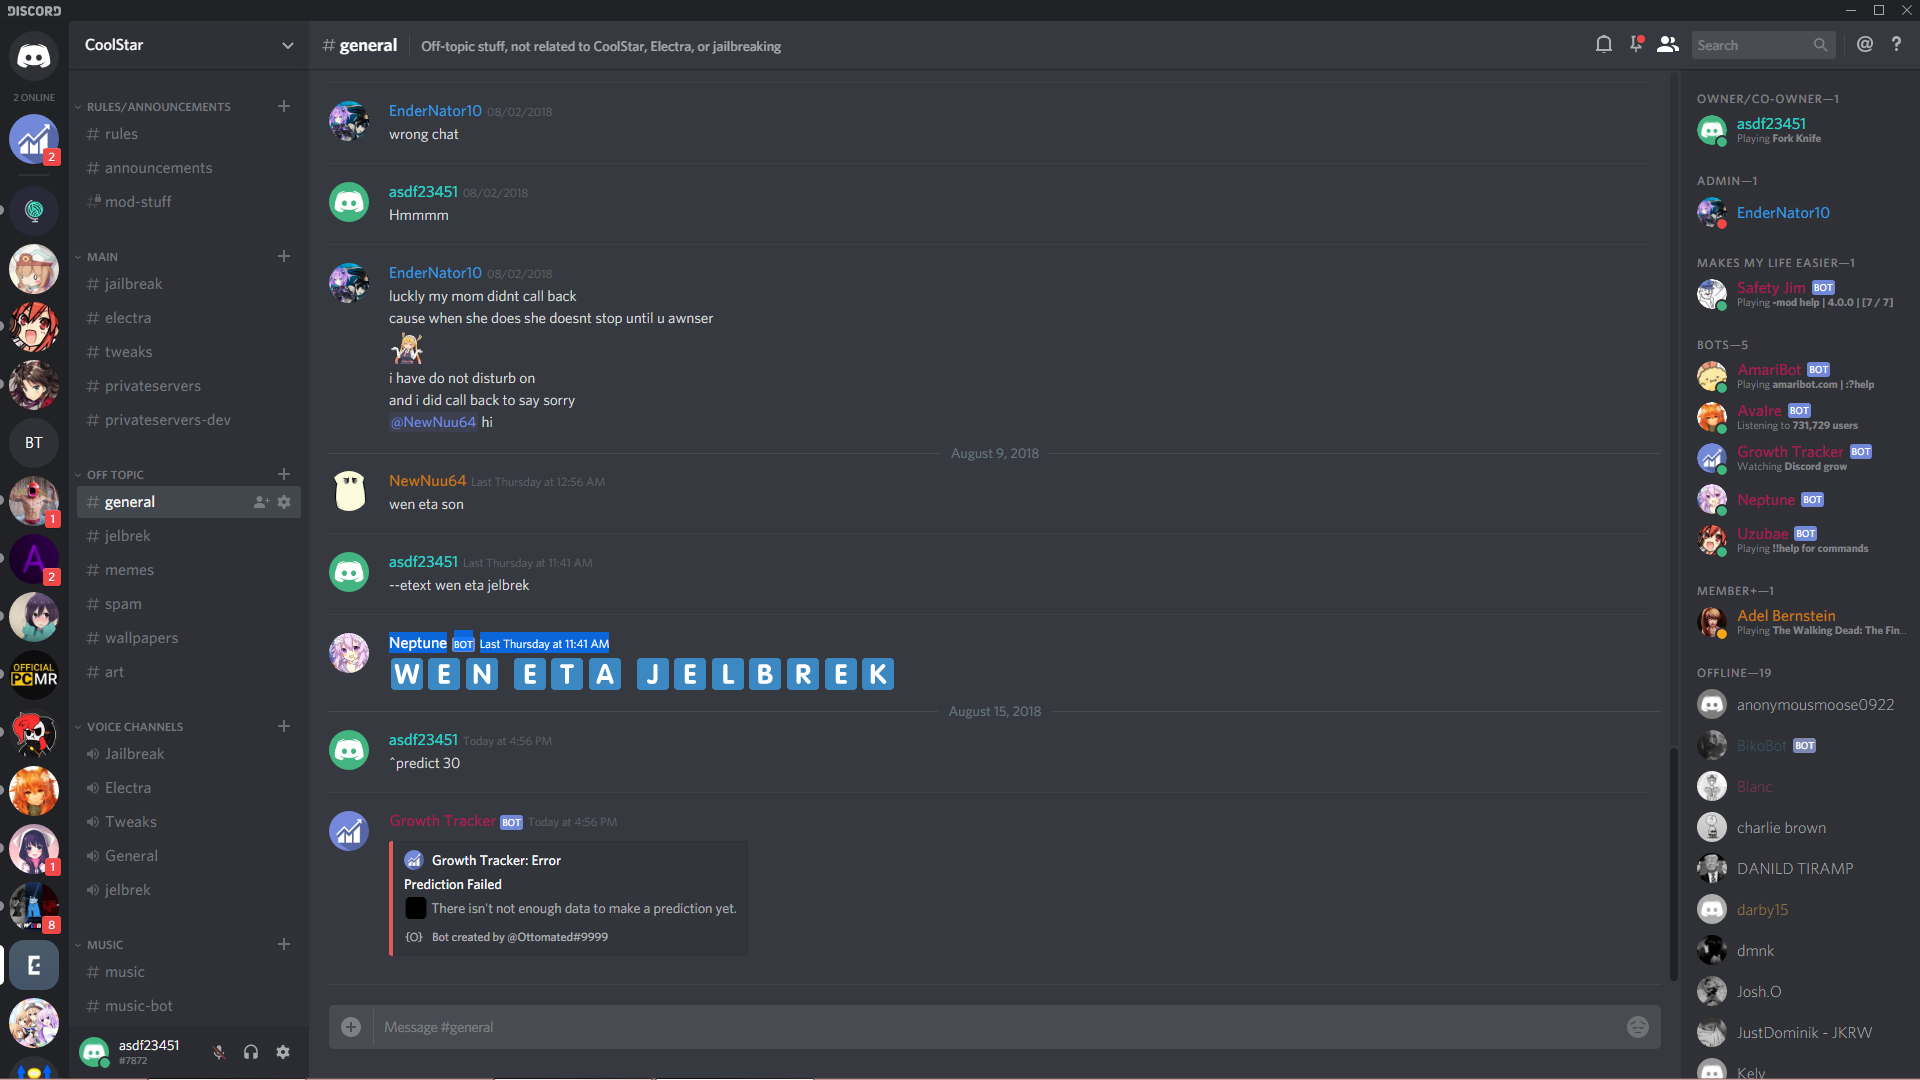 DISCORD
2 ONLINE
2
BT
1
A
2
OFFICIAL
PCMR
1
8
E
CoolStar
RULES/ANNOUNCEMENTS
# rules
# announcements
# mod-stuff
MAIN
# jailbreak
# electra
# tweaks
# privateservers
# privateservers-dev
OFF TOPIC
# general
# jelbrek
# memes
# spam
# wallpapers
# art
VOICE CHANNELS
Jailbreak
Electra
Tweaks
General
jelbrek
MUSIC
# music
# music-bot
asdf23451
#7872
# general Off-topic stuff, not related to CoolStar, Electra, or jailbreaking
Search
@ ?
EnderNator10 08/02/2018
wrong chat
asdf23451 08/02/2018
Hmmmm
EnderNator10 08/02/2018
luckly my mom didnt call back
cause when she does she doesnt stop until u awnser
i have do not disturb on
and i did call back to say sorry
@NewNuu64 hi
August 9, 2018
NewNuu64 Last Thursday at 12:56 AM
wen eta son
asdf23451 Last Thursday at 11:41 AM
--etext wen eta jelbrek
Neptune BOT Last Thursday at 11:41 AM
WEN ETA JELBREK
August 15, 2018
asdf23451 Today at 4:56 PM
^predict 30
Growth Tracker BOT Today at 4:56 PM
Growth Tracker: Error
Prediction Failed
There isn't not enough data to make a prediction yet.
{O} Bot created by @Ottomated#9999
Message #general
OWNER/CO-OWNER—1
asdf23451
Playing Fork Knife
ADMIN—1
EnderNator10
MAKES MY LIFE EASIER—1
Safety Jim BOT
Playing -mod help | 4.0.0 | [7 / 7]
BOTS—5
AmariBot BOT
Playing amaribot.com | :?help
Avaire BOT
Listening to 731,729 users
Growth Tracker BOT
Watching Discord grow
Neptune BOT
Uzubae BOT
Playing !!help for commands
MEMBER+—1
Adel Bernstein
Playing The Walking Dead: The Fin...
OFFLINE—19
anonymousmoose0922
BikoBot BOT
Blanc
charlie brown
DANILD TIRAMP
darby15
dmnk
Josh.O
JustDominik - JKRW
Kely